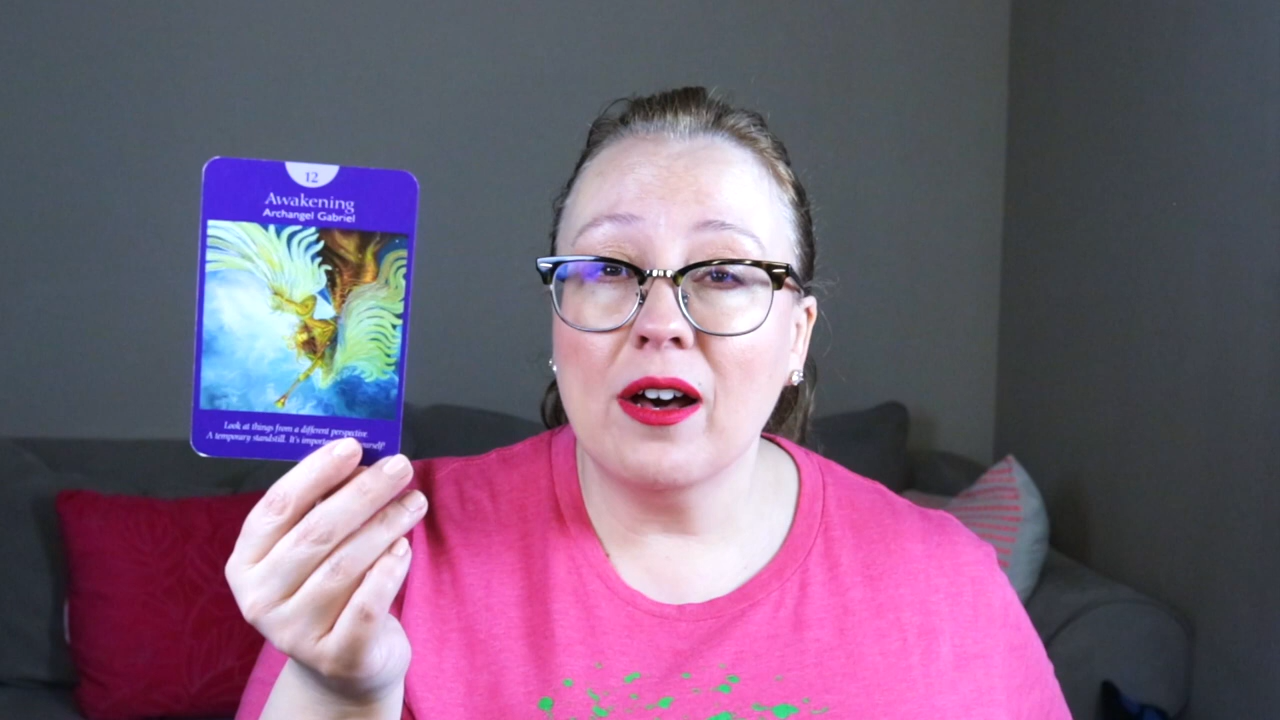 12
Awakening
Archangel Gabriel
Look at things from a different perspective.
A temporary standstill. It's